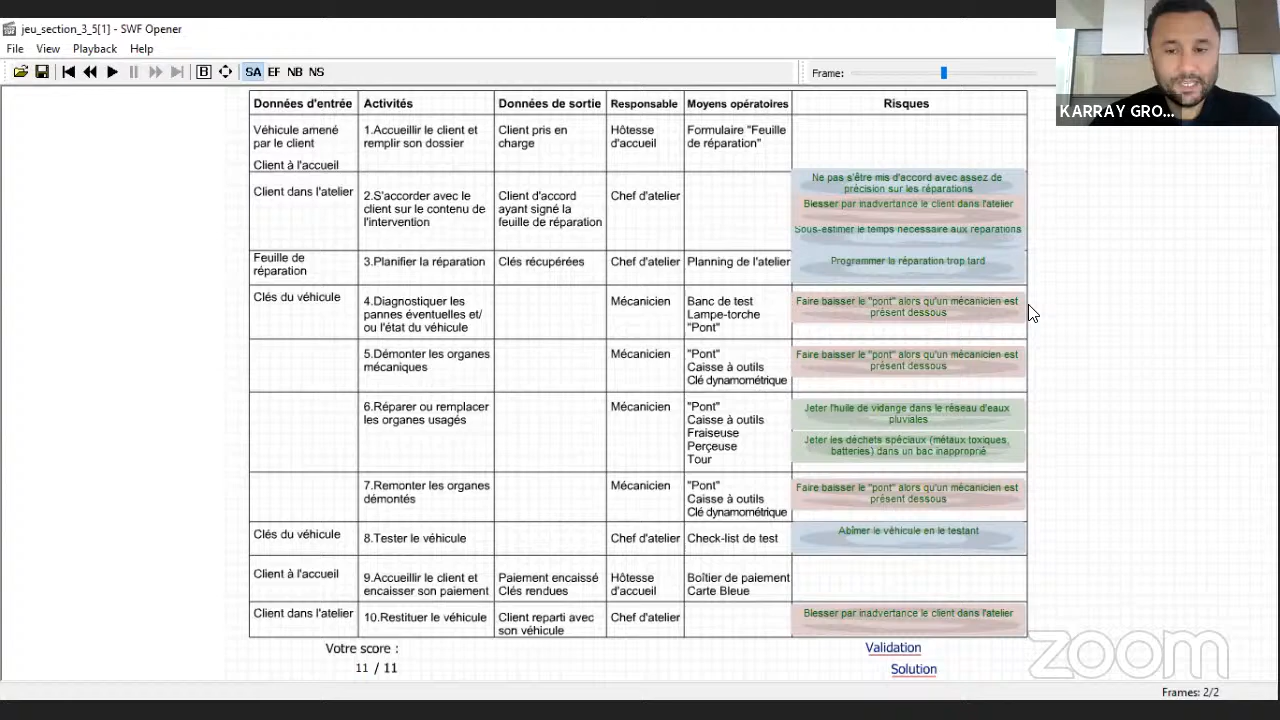 jeu_section_3_5[1] - SWF Opener
File View Playback Help
B SA EF NB NS Frame:
KARRAY GRO...
Données d'entrée Activités Données de sortie Responsable Moyens opératoires Risques
Véhicule amené
par le client
Client à l'accueil
1.Accueillir le client et
remplir son dossier
Client pris en
charge
Hôtesse
d'accueil
Formulaire "Feuille
de réparation"
Client dans l'atelier
2.S'accorder avec le
client sur le contenu de
l'intervention
Client d'accord
ayant signé la
feuille de réparation
Chef d'atelier
Ne pas s'être mis d'accord avec assez de
précision sur les réparations
Blesser par inadvertance le client dans l'atelier
Sous-estimer le temps nécessaire aux réparations
Feuille de
réparation
3.Planifier la réparation
Clés récupérées
Chef d'atelier
Planning de l'atelier
Programmer la réparation trop tard
Clés du véhicule
4.Diagnostiquer les
pannes éventuelles et/
ou l'état du véhicule
Mécanicien
Banc de test
Lampe-torche
"Pont"
Faire baisser le "pont" alors qu'un mécanicien est
présent dessous
5.Démonter les organes
mécaniques
Mécanicien
"Pont"
Caisse à outils
Clé dynamométrique
Faire baisser le "pont" alors qu'un mécanicien est
présent dessous
6.Réparer ou remplacer
les organes usagés
Mécanicien
"Pont"
Caisse à outils
Fraiseuse
Perçeuse
Tour
Jeter l'huile de vidange dans le réseau d'eaux
pluviales
Jeter les déchets spéciaux (métaux toxiques,
batteries) dans un bac inapproprié
7.Remonter les organes
démontés
Mécanicien
"Pont"
Caisse à outils
Clé dynamométrique
Faire baisser le "pont" alors qu'un mécanicien est
présent dessous
Clés du véhicule
8.Tester le véhicule
Chef d'atelier
Check-list de test
Abîmer le véhicule en le testant
Client à l'accueil
9.Accueillir le client et
encaisser son paiement
Paiement encaissé
Clés rendues
Hôtesse
d'accueil
Boîtier de paiement
Carte Bleue
Client dans l'atelier
10.Restituer le véhicule
Client reparti avec
son véhicule
Chef d'atelier
Blesser par inadvertance le client dans l'atelier
Votre score :
11 / 11
Validation
Solution
zoom
Frames: 2/2